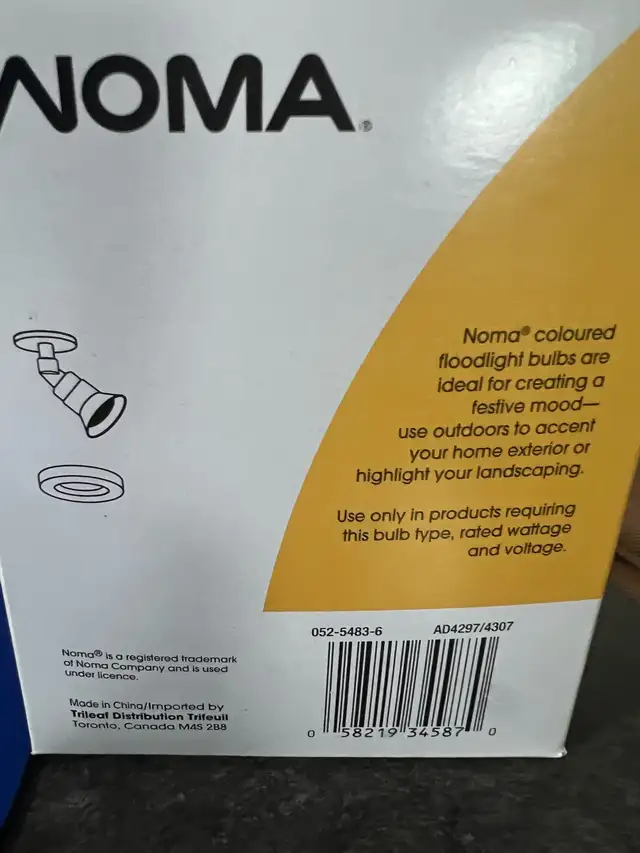 NOMA®
Noma® coloured
floodlight bulbs are
ideal for creating a
festive mood—
use outdoors to accent
your home exterior or
highlight your landscaping.
Use only in products requiring
this bulb type, rated wattage
and voltage.
052-5483-6 AD4297/4307
Noma® is a registered trademark
of Noma Company and is used
under licence.
Made in China/Imported by
Trileaf Distribution Trifeuil
Toronto, Canada M4S 2B8
0 58219 34587 0